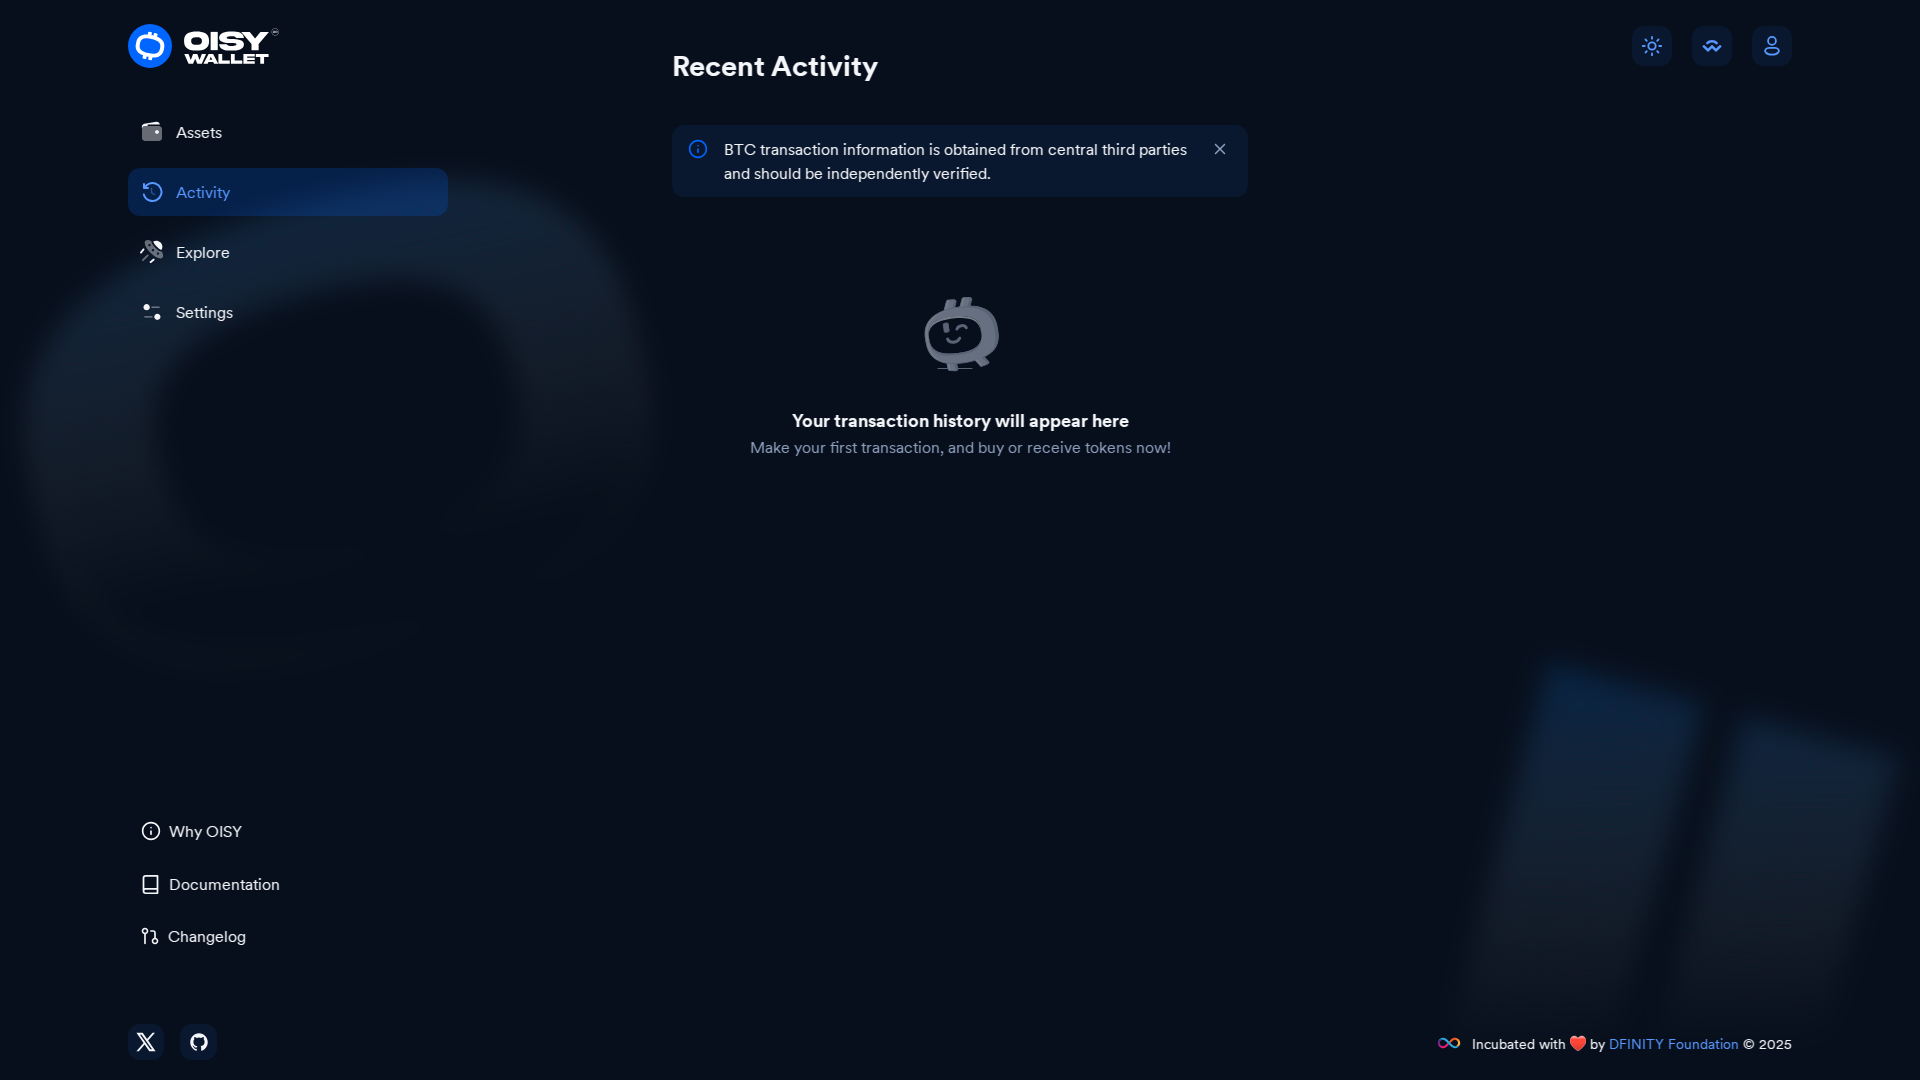 OISY
WALLET
Recent Activity
Assets
Activity
Explore
Settings
BTC transaction information is obtained from central third parties
and should be independently verified.
Your transaction history will appear here
Make your first transaction, and buy or receive tokens now!
Why OISY
Documentation
Changelog
Incubated with ❤️ by DFINITY Foundation © 2025